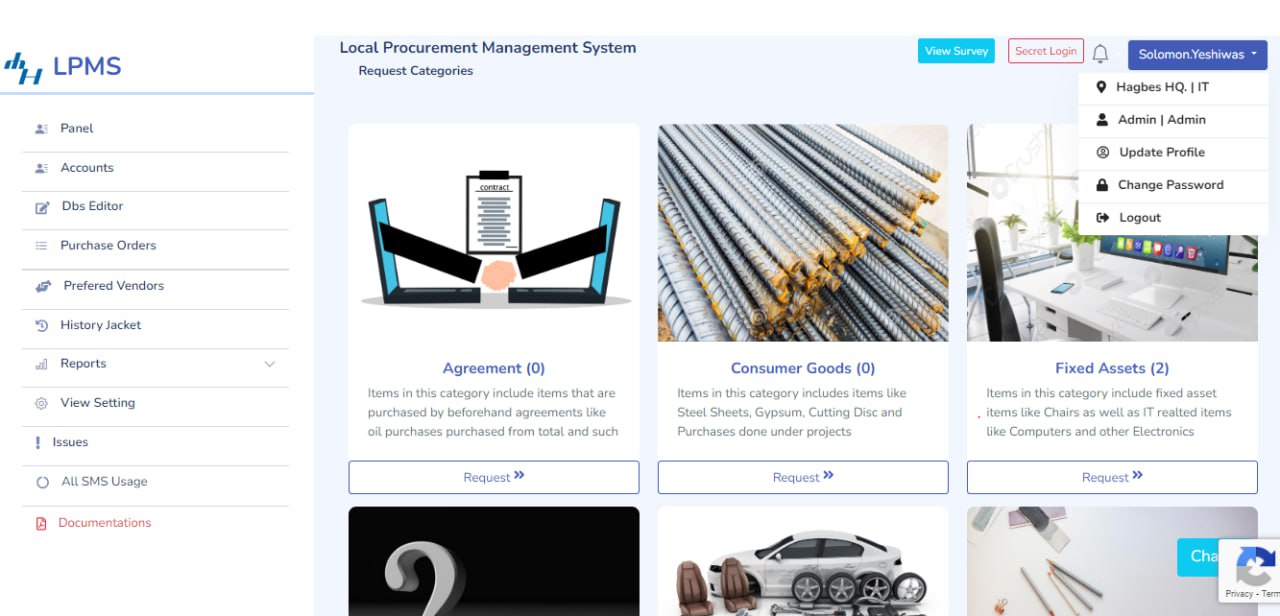 LPMS
Panel
Accounts
Dbs Editor
Purchase Orders
Prefered Vendors
History Jacket
Reports
View Setting
Issues
All SMS Usage
Documentations
Local Procurement Management System
Request Categories
View Survey
Secret Login
Solomon.Yeshiwas
Hagbes HQ. | IT
Admin | Admin
Update Profile
Change Password
Logout
contract
Agreement (0)
Items in this category include items that are
purchased by beforehand agreements like
oil purchases purchased from total and such
Request
Consumer Goods (0)
Items in this category includes items like
Steel Sheets, Gypsum, Cutting Disc and
Purchases done under projects
Request
Fixed Assets (2)
Items in this category include fixed asset
items like Chairs as well as IT realted items
like Computers and other Electronics
Request
?
Cha
Privacy - Term